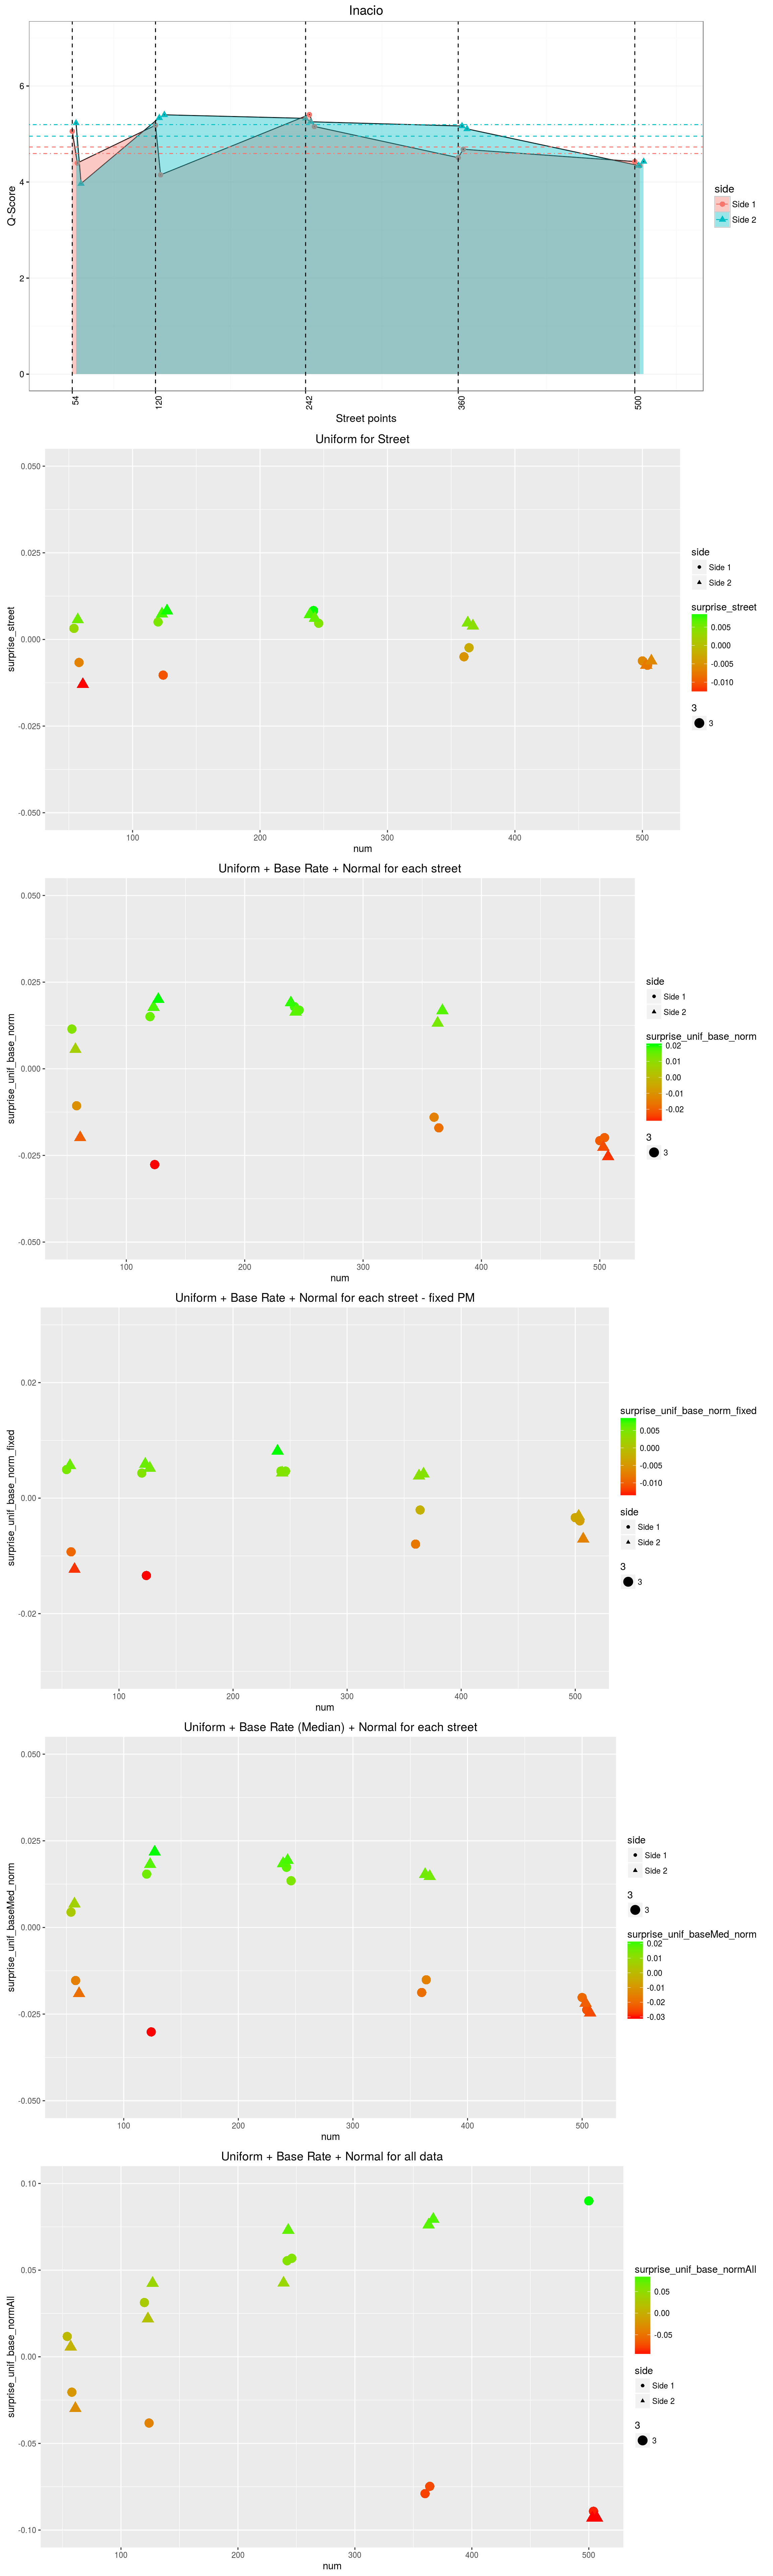 Inacio
6
4
2
0
Q-Score
54
120
242
360
500
Street points
side
Side 1
Side 2
Uniform for Street
0.050
0.025
0.000
-0.025
-0.050
surprise_street
100
200
300
400
500
num
side
Side 1
Side 2
surprise_street
0.005
0.000
-0.005
-0.010
3
3
Uniform + Base Rate + Normal for each street
0.050
0.025
0.000
-0.025
-0.050
surprise_unif_base_norm
100
200
300
400
500
num
side
Side 1
Side 2
surprise_unif_base_norm
0.02
0.01
0.00
-0.01
-0.02
3
3
Uniform + Base Rate + Normal for each street - fixed PM
0.02
0.00
-0.02
surprise_unif_base_norm_fixed
100
200
300
400
500
num
surprise_unif_base_norm_fixed
0.005
0.000
-0.005
-0.010
side
Side 1
Side 2
3
3
Uniform + Base Rate (Median) + Normal for each street
0.050
0.025
0.000
-0.025
-0.050
surprise_unif_baseMed_norm
100
200
300
400
500
num
side
Side 1
Side 2
3
3
surprise_unif_baseMed_norm
0.02
0.01
0.00
-0.01
-0.02
-0.03
Uniform + Base Rate + Normal for all data
0.10
0.05
0.00
-0.05
-0.10
surprise_unif_base_normAll
100
200
300
400
500
num
surprise_unif_base_normAll
0.05
0.00
-0.05
side
Side 1
Side 2
3
3